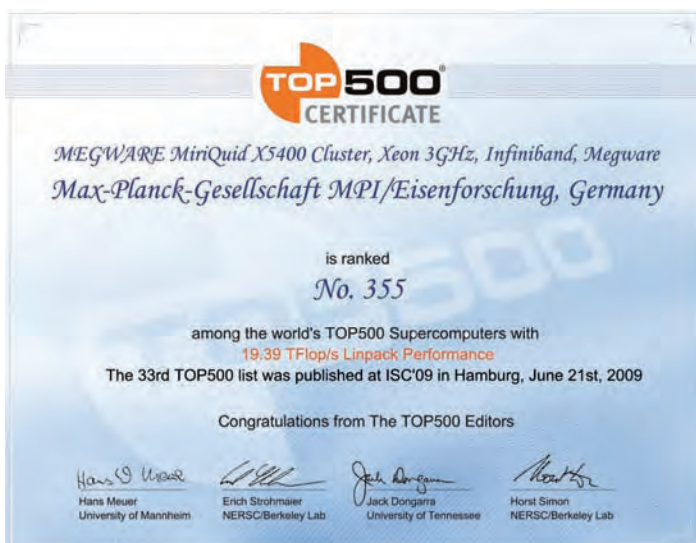 TOP500®
CERTIFICATE
MEGWARE MiriQuid X5400 Cluster, Xeon 3GHz, Infiniband, Megware
Max-Planck-Gesellschaft MPI/Eisenforschung, Germany
is ranked
No. 355
among the world's TOP500 Supercomputers with
19.39 TFlop/s Linpack Performance
The 33rd TOP500 list was published at ISC'09 in Hamburg, June 21st, 2009
Congratulations from The TOP500 Editors
Hans Meuer Erich Strohmaier Jack Dongarra Horst Simon
University of Mannheim NERSC/Berkeley Lab University of Tennessee NERSC/Berkeley Lab